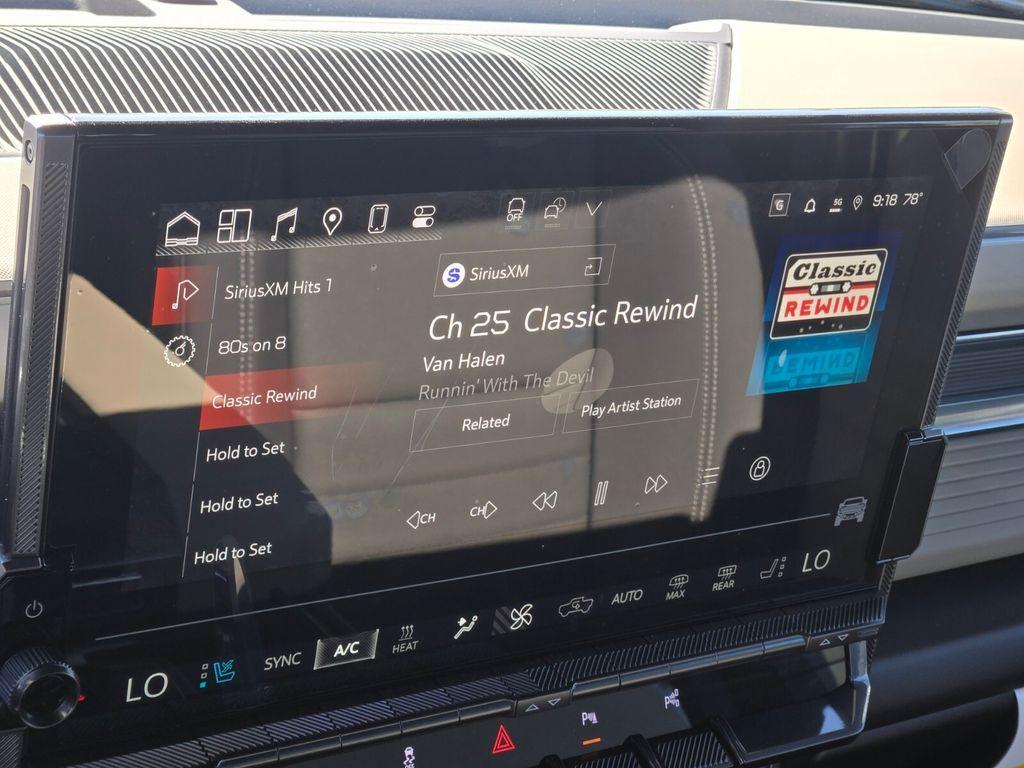 OFF
G
5G
9:18 78°
SiriusXM Hits 1
80s on 8
Classic Rewind
Hold to Set
Hold to Set
Hold to Set
SiriusXM
Ch 25 Classic Rewind
Van Halen
Runnin' With The Devil
Related
Play Artist Station
Classic
REWIND
REWIND
CH
CH
LO
SYNC
A/C
HEAT
AUTO
MAX
REAR
LO
OFF
P
P